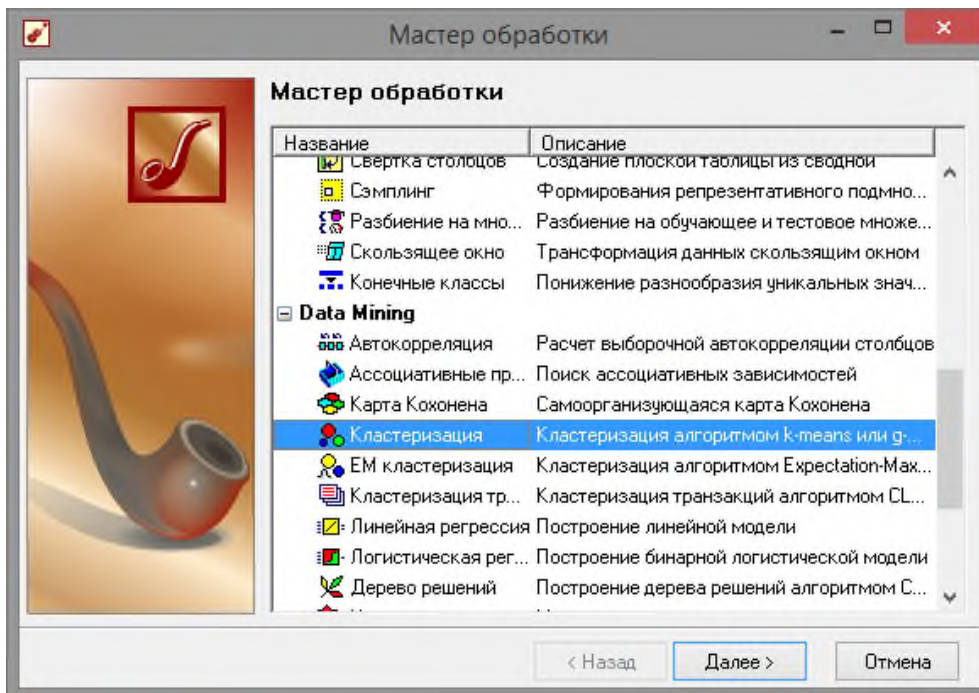 Мастер обработки
Мастер обработки
Название Описание
Свертка столбцов Создание плоской таблицы из сводной
Сэмплинг Формирования репрезентативного подмно...
Разбиение на мно... Разбиение на обучающее и тестовое множе...
Скользящее окно Трансформация данных скользящим окном
Конечные классы Понижение разнообразия уникальных знач...
Data Mining
Автокорреляция Расчет выборочной автокорреляции столбцов
Ассоциативные пр... Поиск ассоциативных зависимостей
Карта Кохонена Самоорганизующаяся карта Кохонена
Кластеризация Кластеризация алгоритмом k-means или g-...
EM кластеризация Кластеризация алгоритмом Expectation-Max...
Кластеризация тр... Кластеризация транзакций алгоритмом CL...
Линейная регрессия Построение линейной модели
Логистическая рег... Построение бинарной логистической модели
Дерево решений Построение дерева решений алгоритмом C...
< Назад Далее > Отмена